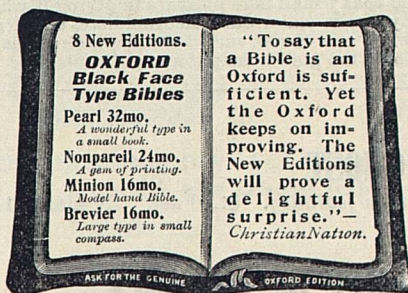 8 New Editions.
OXFORD
Black Face
Type Bibles
Pearl 32mo.
A wonderful type in
a small book.
Nonpareil 24mo.
A gem of printing.
Minion 16mo.
Model hand Bible.
Brevier 16mo.
Large type in small
compass.
"To say that
a Bible is an
Oxford is suf-
ficient. Yet
the Oxford
keeps on im-
proving. The
New Editions
will prove a
delightful
surprise."—
Christian Nation.
ASK FOR THE GENUINE
OXFORD EDITION